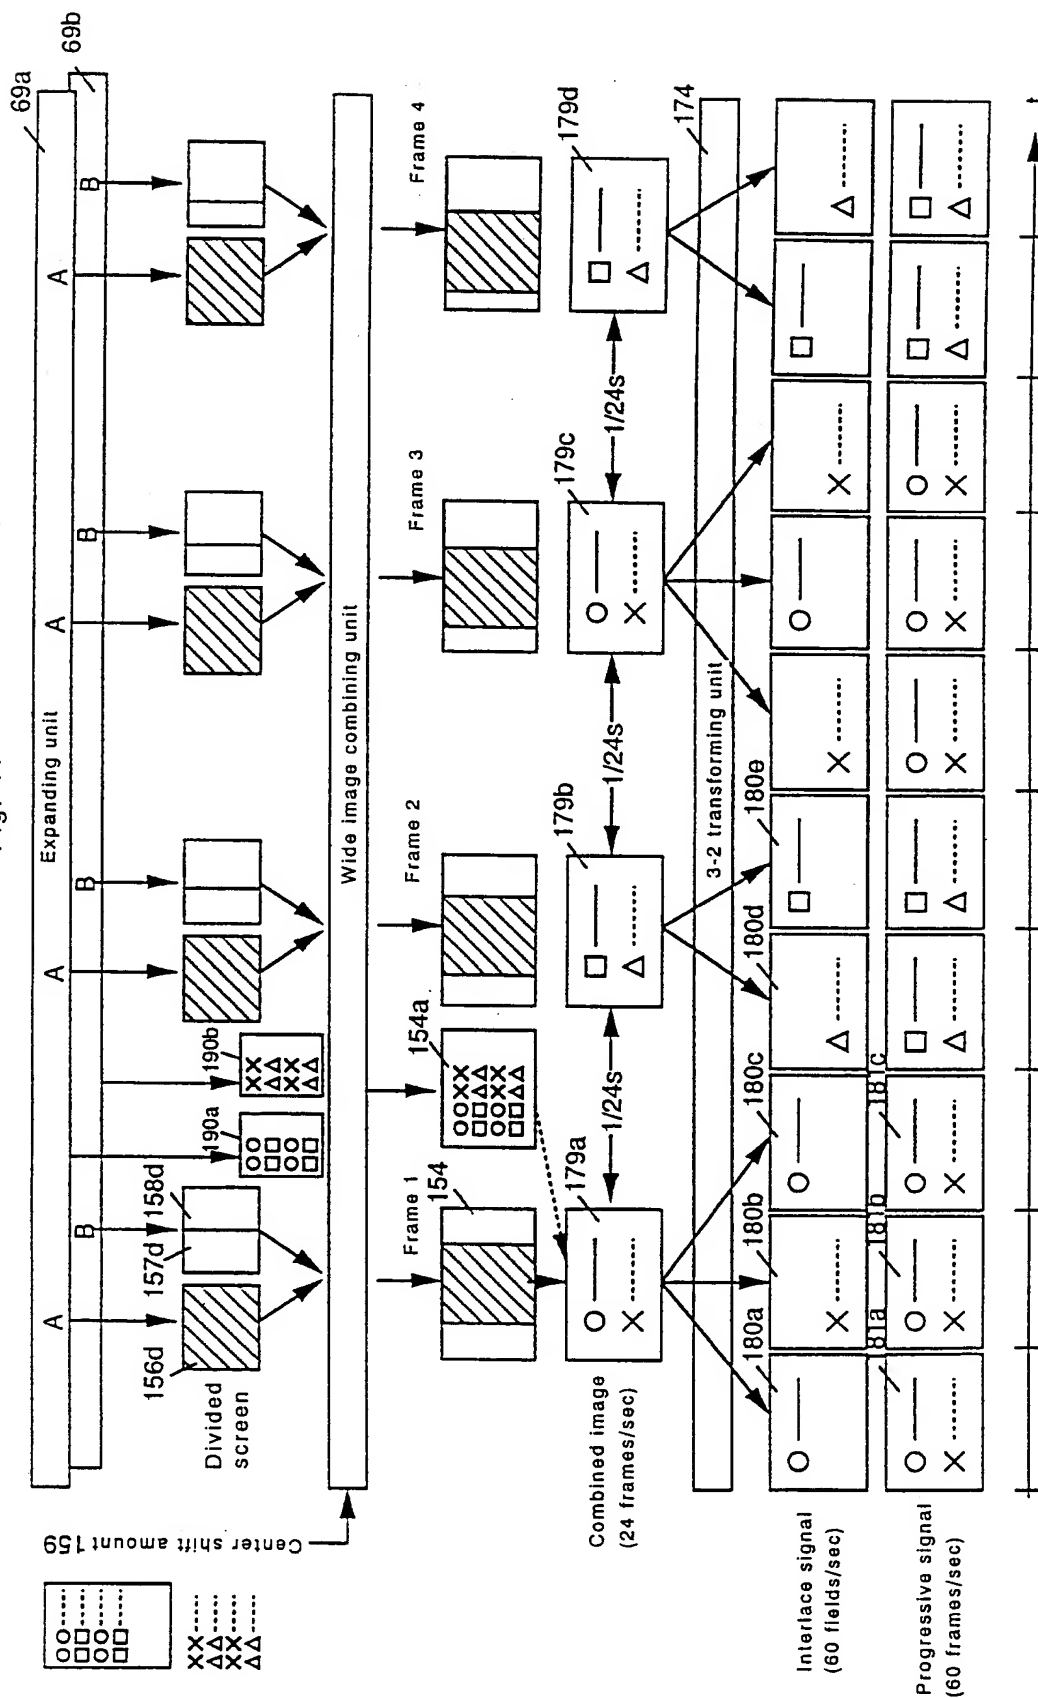 69a
69b
Expanding unit
A
B
A
B
A
B
A
B
156d
157d
158d
190a
190b
Divided
screen
Center shift amount 159
Wide image combining unit
Frame 1
154
154a
Frame 2
Frame 3
Frame 4
179a
179b
179c
179d
1/24s
1/24s
1/24s
Combined image
(24 frames/sec)
3-2 transforming unit
174
180a
180b
180c
180d
180e
Interlace signal
(60 fields/sec)
181a
181b
181c
Progressive signal
(60 frames/sec)
t